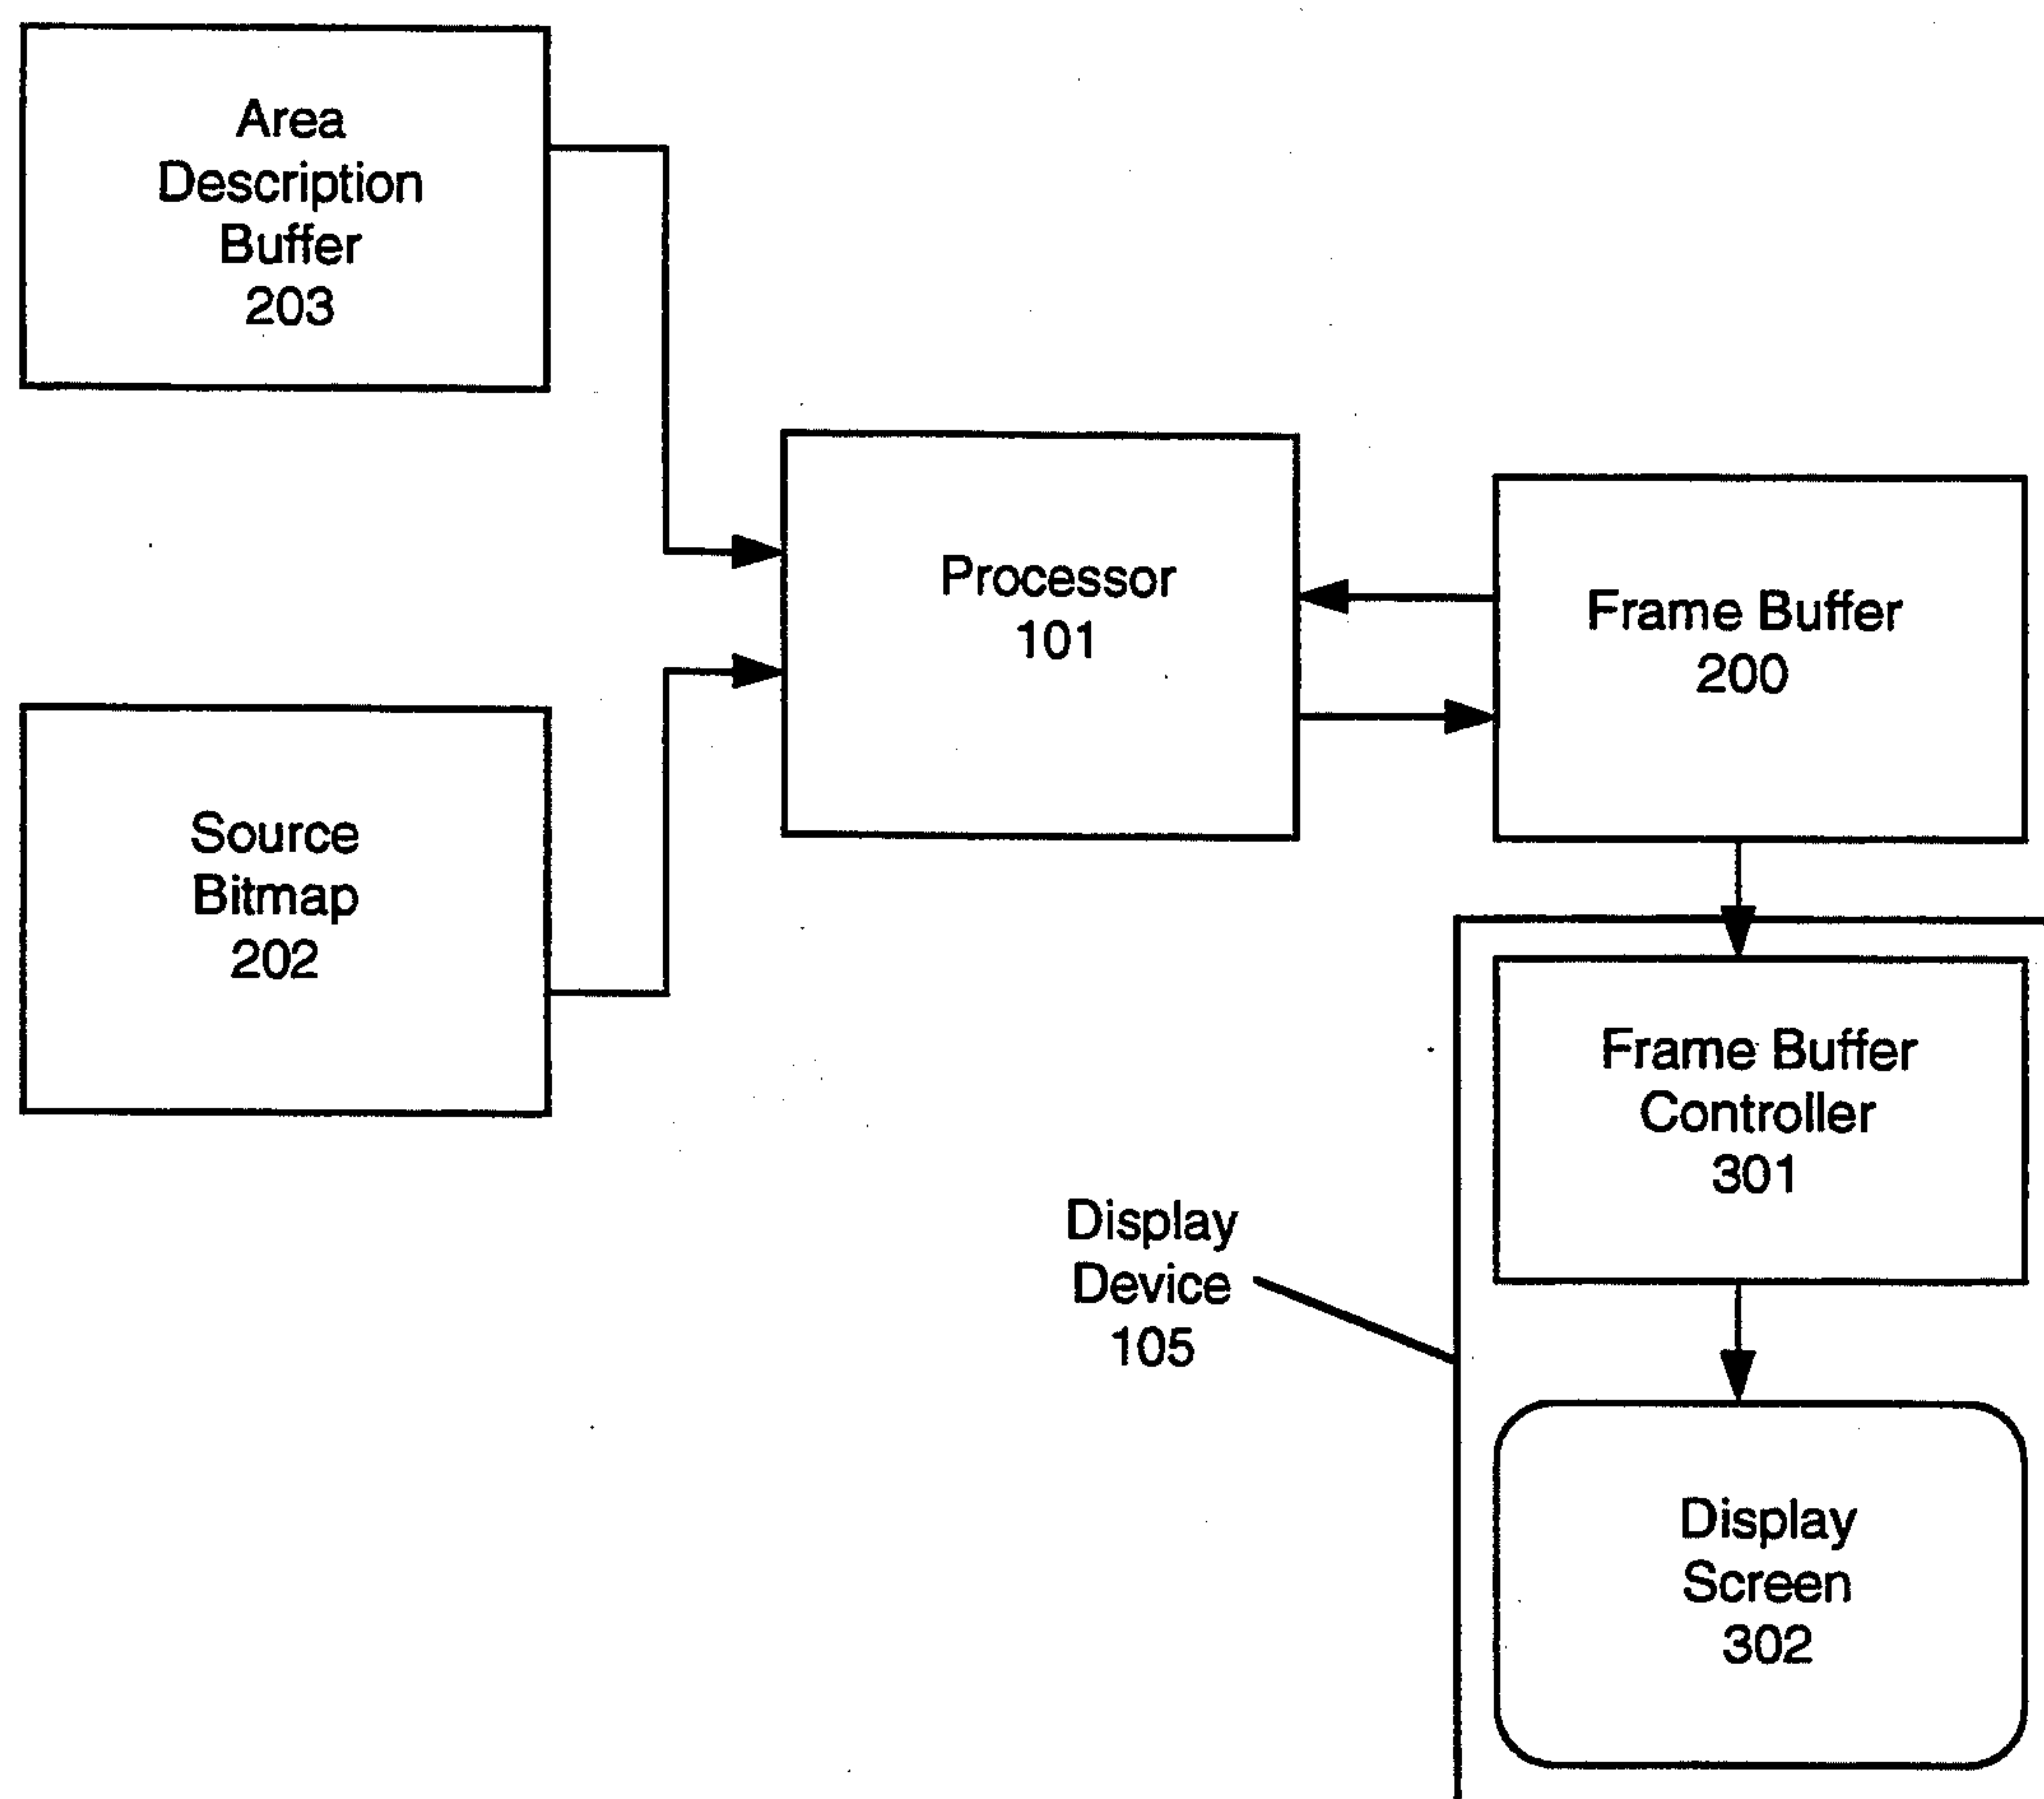 Area
Description
Buffer
203
Processor
101
Frame Buffer
200
Source
Bitmap
202
Frame Buffer
Controller
301
Display
Device
105
Display
Screen
302